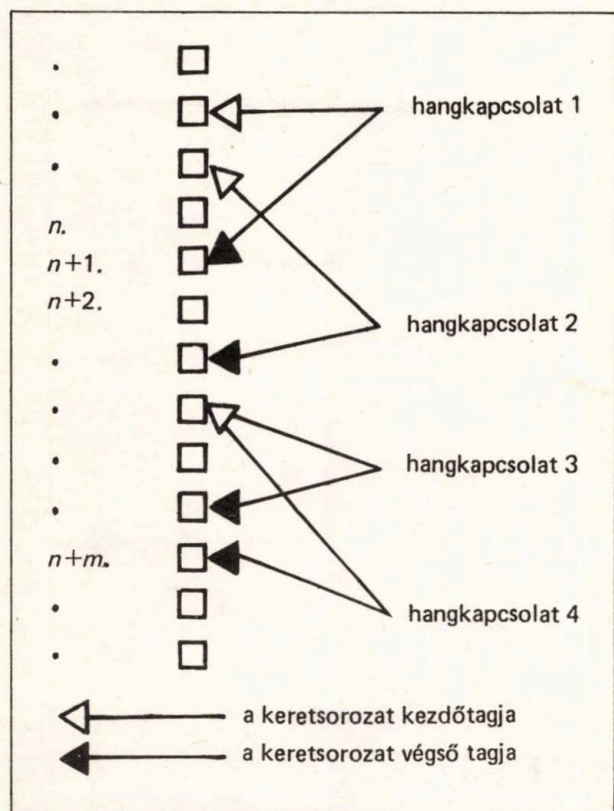 hangkapcsolat 1
n.
n+1.
n+2.
hangkapcsolat 2
hangkapcsolat 3
n+m.
hangkapcsolat 4
a keretsorozat kezdőtagja
a keretsorozat végső tagja